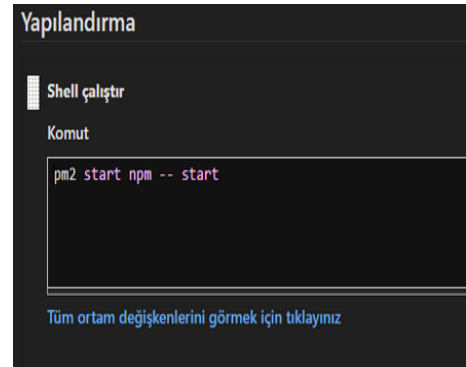 Yapılandırma
Shell çalıştır
Komut
pm2 start npm -- start
Tüm ortam değişkenlerini görmek için tıklayınız